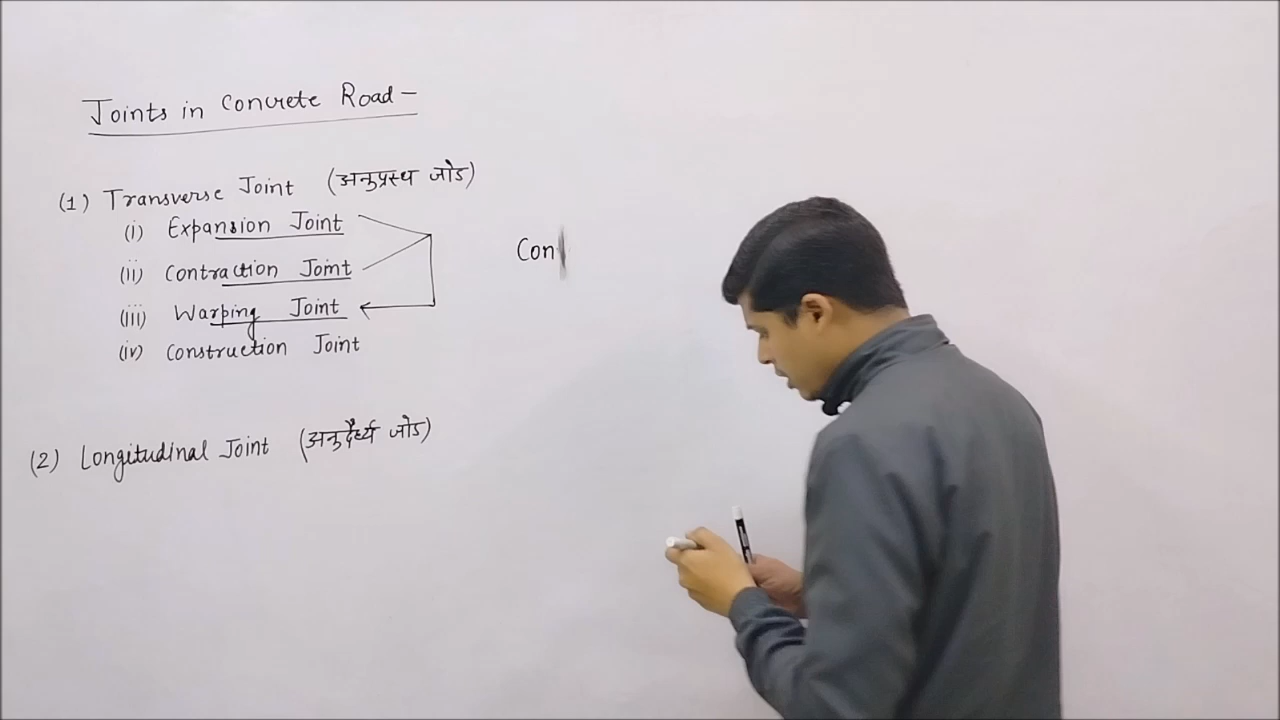 Joints in Concrete Road -
(1) Transverse Joint (अनुप्रस्थ जोड)
(i) Expansion Joint
(ii) Contraction Joint
(iii) Warping Joint
(iv) Construction Joint
Con
(2) Longitudinal Joint (अनुदैर्ध्य जोड)